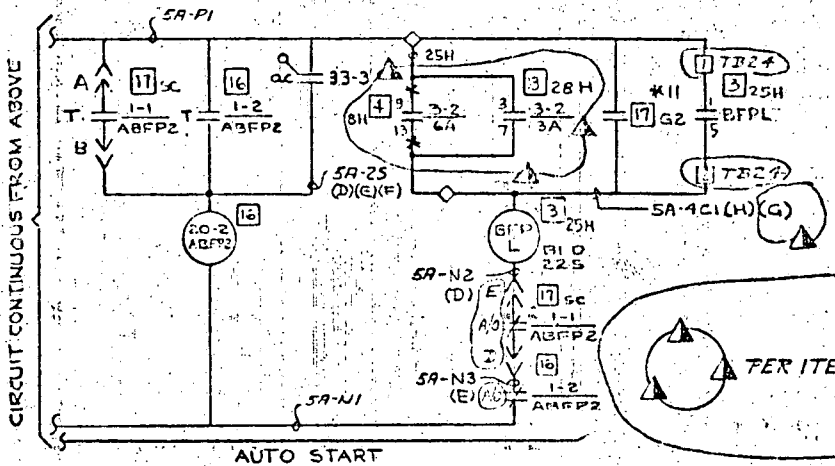 CIRCUIT CONTINUOUS FROM ABOVE
5A-P1
A
17 SC
T
1-1
ABFP2
B
16
1-2
T
ABFP2
ac
33-3
25H
4
9
3-2
6A
8H
13
3
28H
3
3-2
3A
7
*11
17 G2
1 TB24
3
25H
1
BFPL
5
TB24
5A-25
(D)(E)(F)
5A-4C1(H)(G)
20-2
ABFP2
16
BFP
L
3
25H
225
5A-N2
(D)
E
17 SC
1-1
ABFP2
5A-N3
(E)
16
1-2
ABFP2
5A-N1
AUTO START
PER ITE